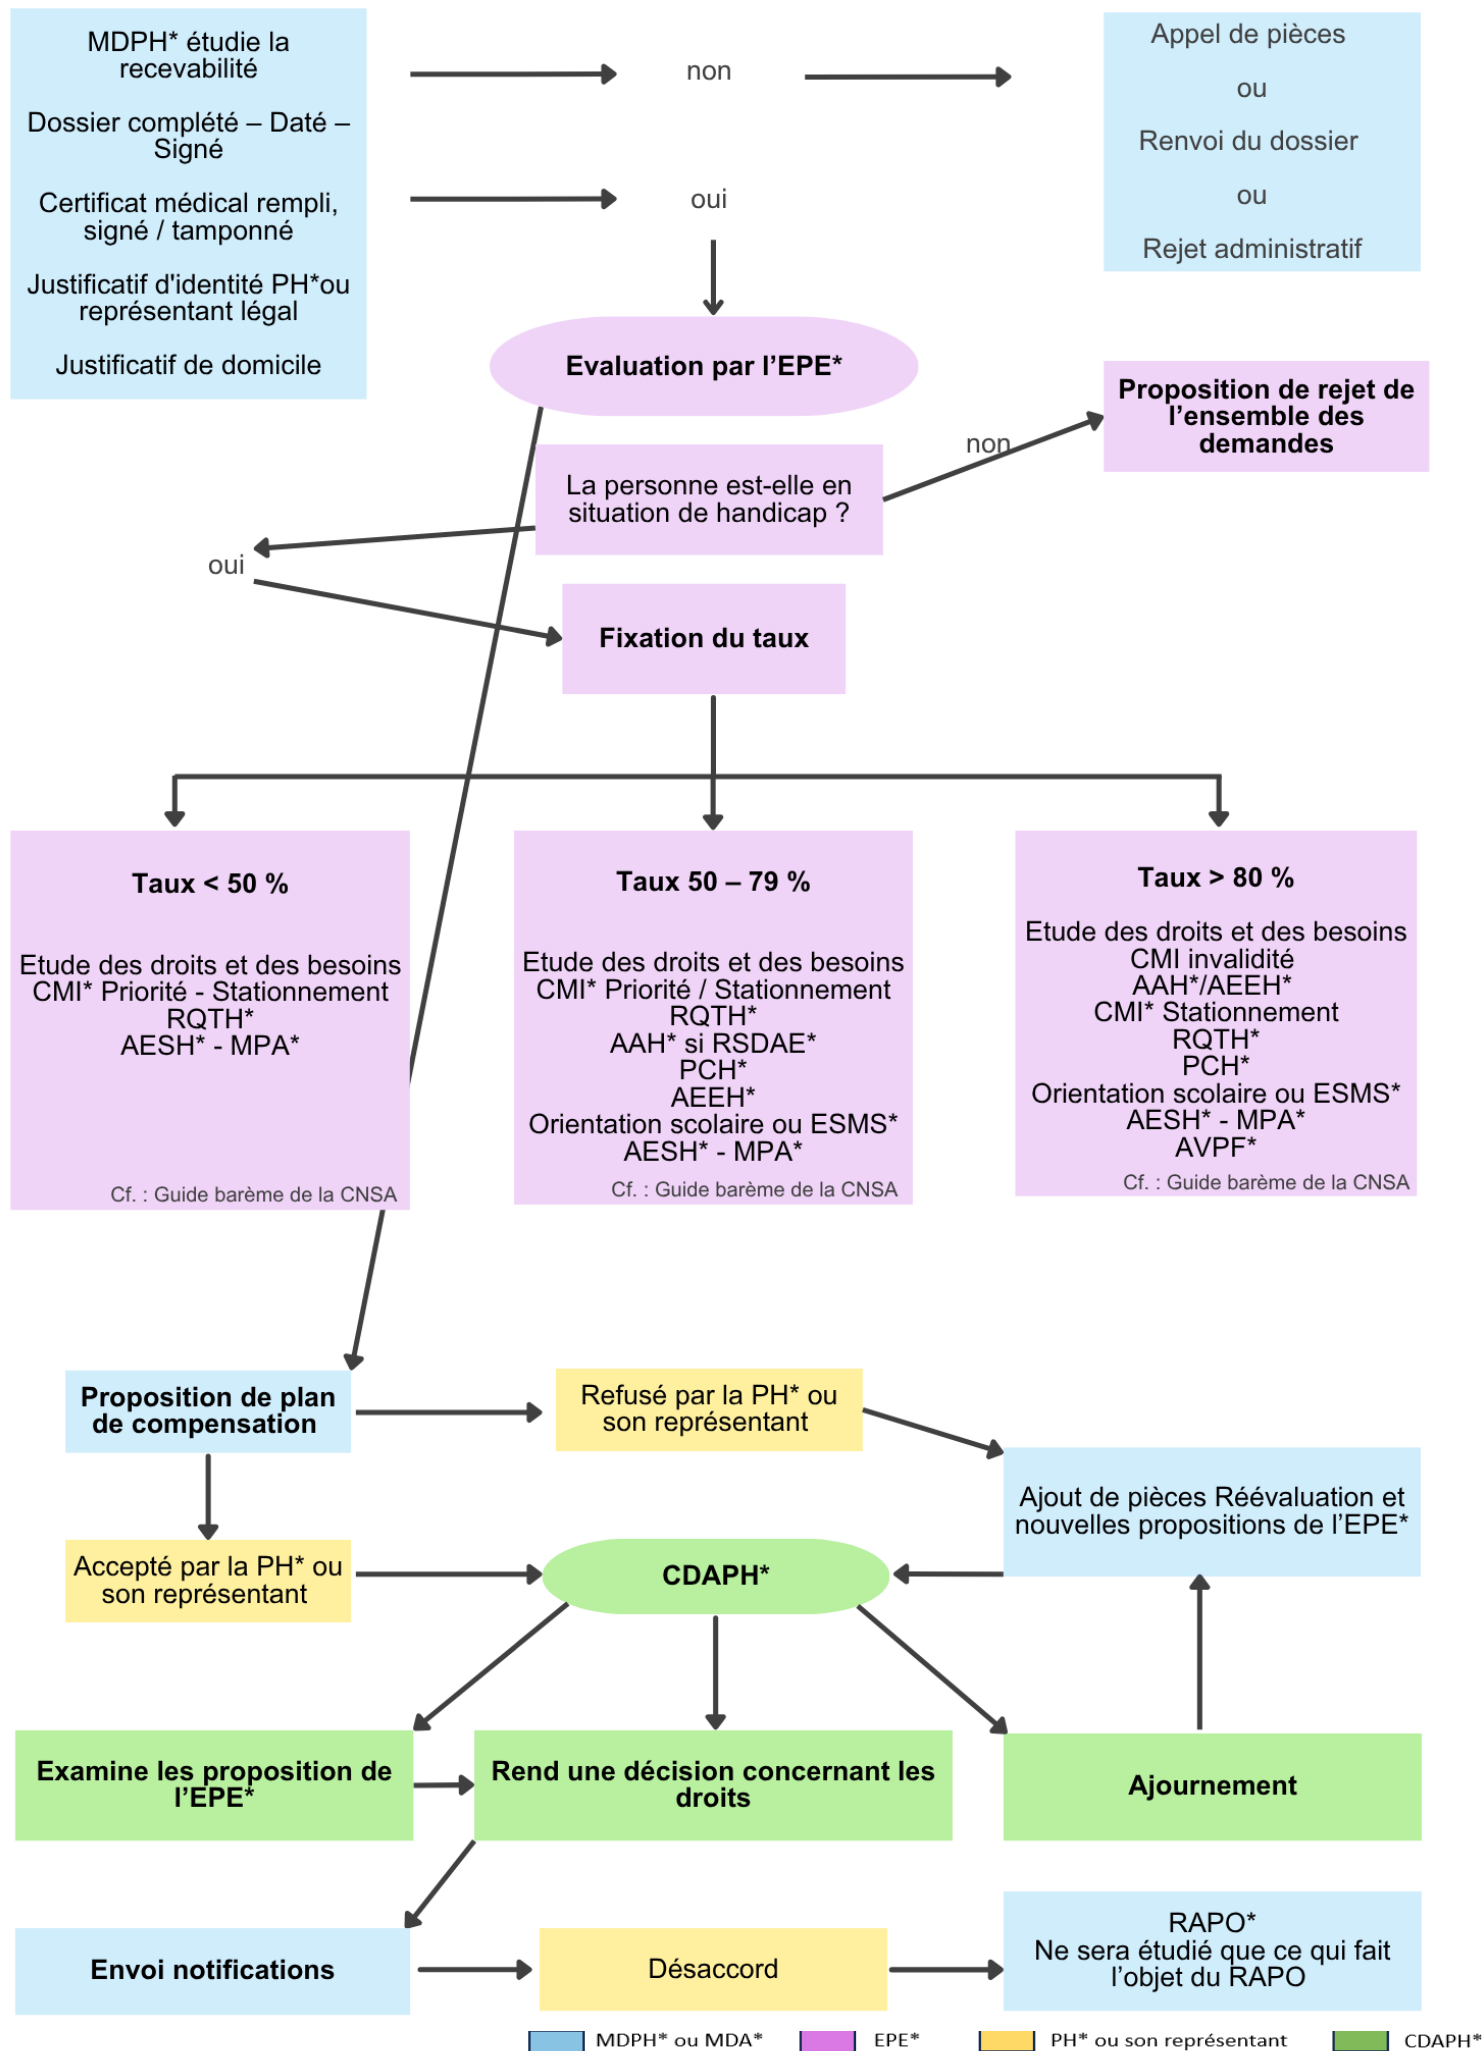 MDPH* étudie la
recevabilité
Dossier complété – Daté –
Signé
Certificat médical rempli,
signé / tamponné
Justificatif d'identité PH*ou
représentant légal
Justificatif de domicile
non
oui
Appel de pièces
ou
Renvoi du dossier
ou
Rejet administratif
Evaluation par l’EPE*
La personne est-elle en
situation de handicap ?
non
Proposition de rejet de
l’ensemble des
demandes
oui
Fixation du taux
Taux < 50 %
Etude des droits et des besoins
CMI* Priorité - Stationnement
RQTH*
AESH* - MPA*
Cf. : Guide barème de la CNSA
Taux 50 – 79 %
Etude des droits et des besoins
CMI* Priorité / Stationnement
RQTH*
AAH* si RSDAE*
PCH*
AEEH*
Orientation scolaire ou ESMS*
AESH* - MPA*
Cf. : Guide barème de la CNSA
Taux > 80 %
Etude des droits et des besoins
CMI invalidité
AAH*/AEEH*
CMI* Stationnement
RQTH*
PCH*
Orientation scolaire ou ESMS*
AESH* - MPA*
AVPF*
Cf. : Guide barème de la CNSA
Proposition de plan
de compensation
Refusé par la PH* ou
son représentant
Ajout de pièces Réévaluation et
nouvelles propositions de l’EPE*
Accepté par la PH* ou
son représentant
CDAPH*
Examine les proposition de
l’EPE*
Rend une décision concernant les
droits
Ajournement
Envoi notifications
Désaccord
RAPO*
Ne sera étudié que ce qui fait
l’objet du RAPO
MDPH* ou MDA*
EPE*
PH* ou son représentant
CDAPH*